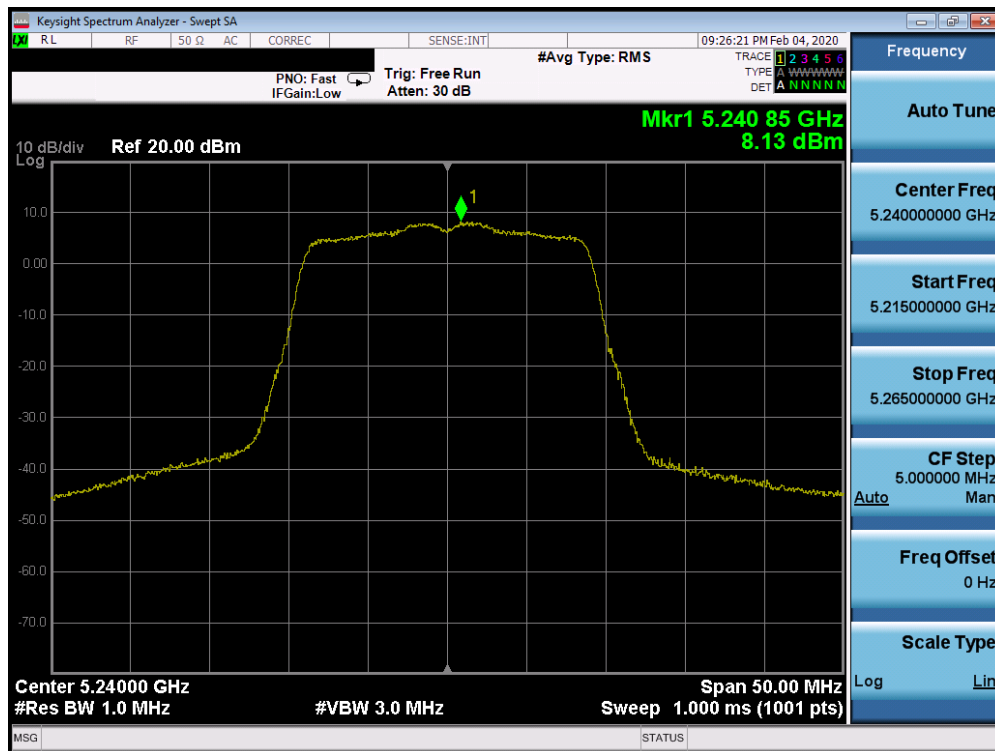 Keysight Spectrum Analyzer - Swept SA
LXI RL RF 50 Ω AC CORREC SENSE:INT 09:26:21 PM Feb 04, 2020
#Avg Type: RMS
TRACE 1 2 3 4 5 6
TYPE A WWWWW
DET A N N N N N
PNO: Fast
IFGain:Low
Trig: Free Run
Atten: 30 dB
Mkr1 5.240 85 GHz
8.13 dBm
10 dB/div
Log
Ref 20.00 dBm
1
10.0
0.00
-10.0
-20.0
-30.0
-40.0
-50.0
-60.0
-70.0
Center 5.24000 GHz
Span 50.00 MHz
#Res BW 1.0 MHz
#VBW 3.0 MHz
Sweep 1.000 ms (1001 pts)
MSG
STATUS
Frequency
Auto Tune
Center Freq
5.240000000 GHz
Start Freq
5.215000000 GHz
Stop Freq
5.265000000 GHz
CF Step
5.000000 MHz
Auto Man
Freq Offset
0 Hz
Scale Type
Log Lin